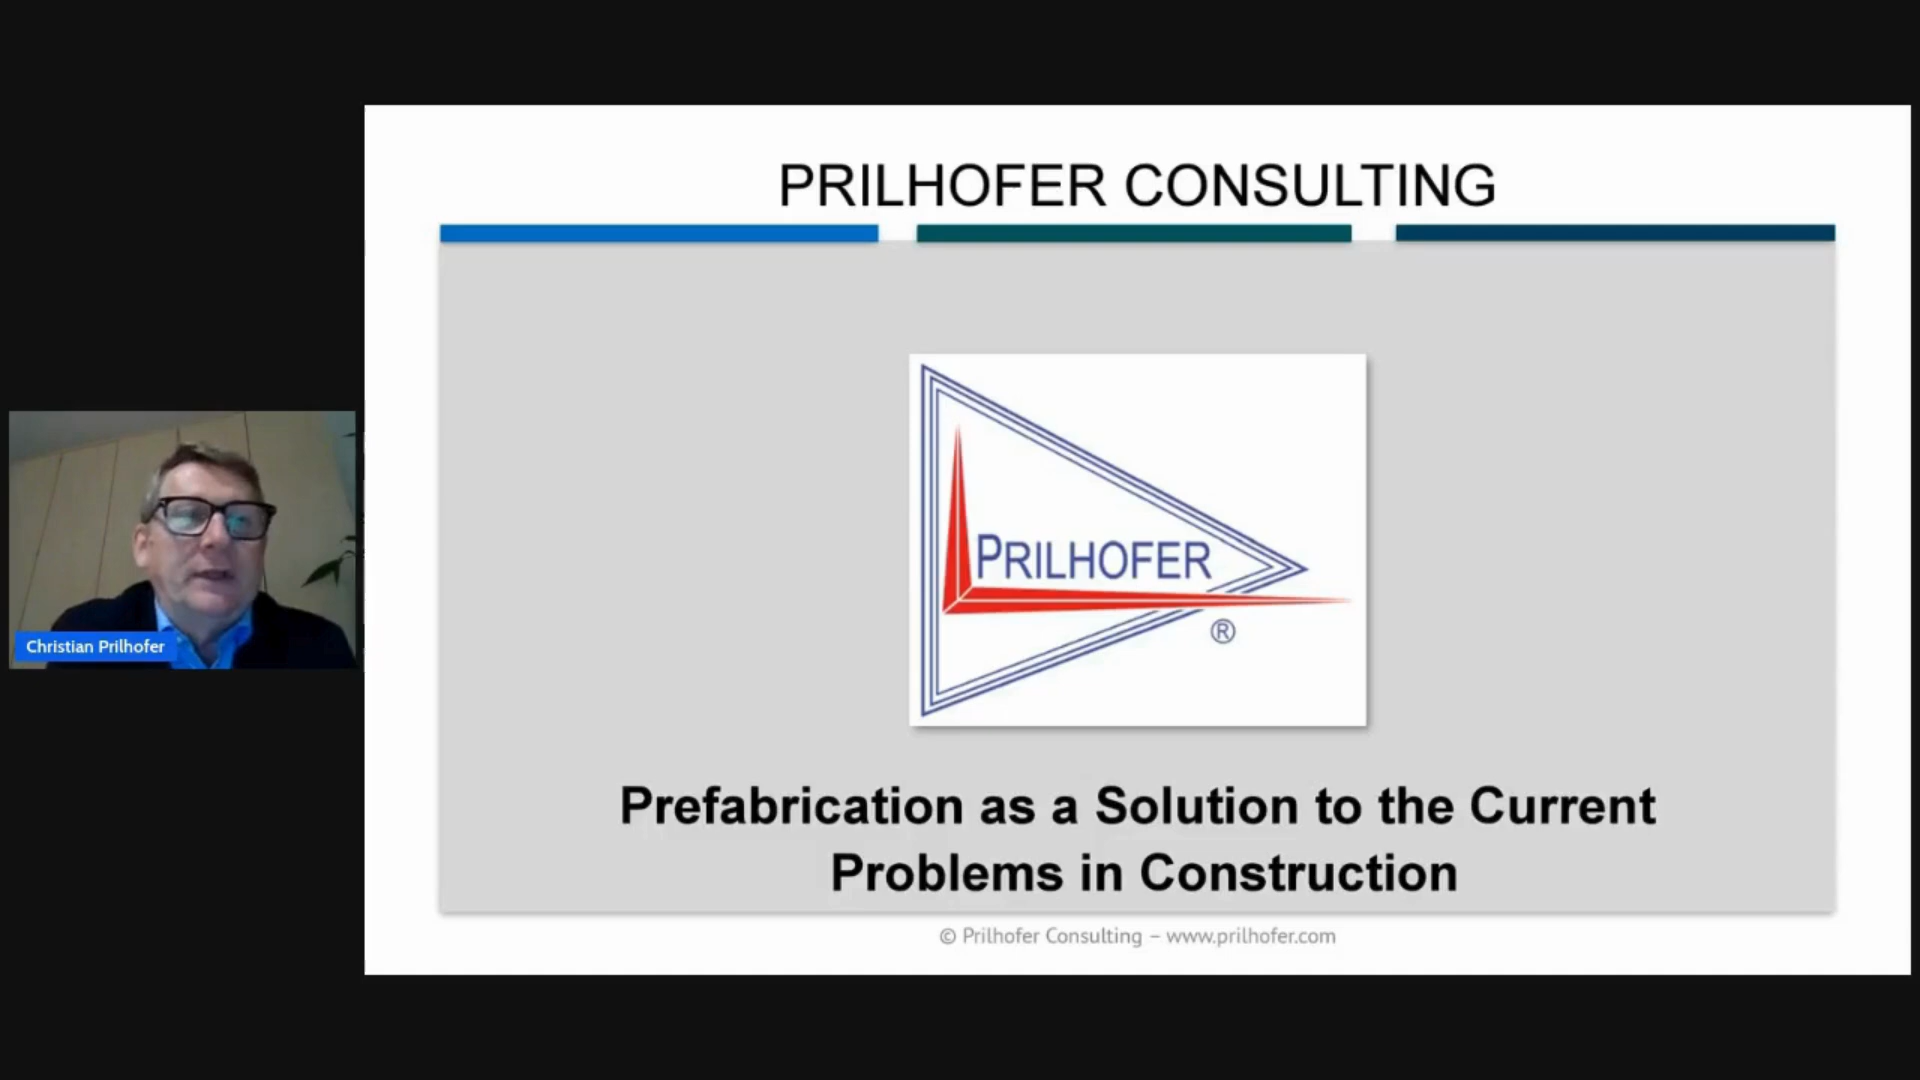 PRILHOFER CONSULTING
PRILHOFER
®
Christian Prilhofer
Prefabrication as a Solution to the Current
Problems in Construction
© Prilhofer Consulting – www.prilhofer.com